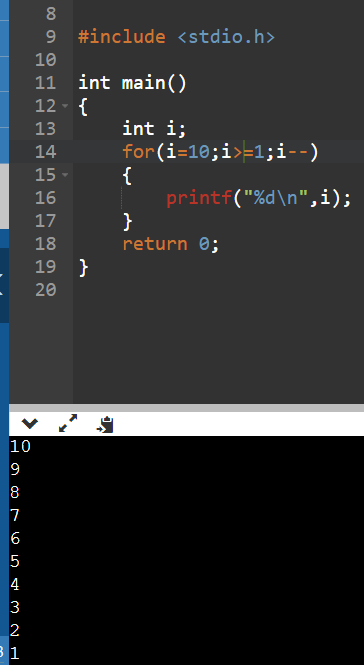 8
9 #include <stdio.h>
10
11 int main()
12 {
13     int i;
14     for(i=10;i>=1;i--)
15     {
16         printf("%d\n",i);
17     }
18     return 0;
19 }
20
10
9
8
7
6
5
4
3
2
1